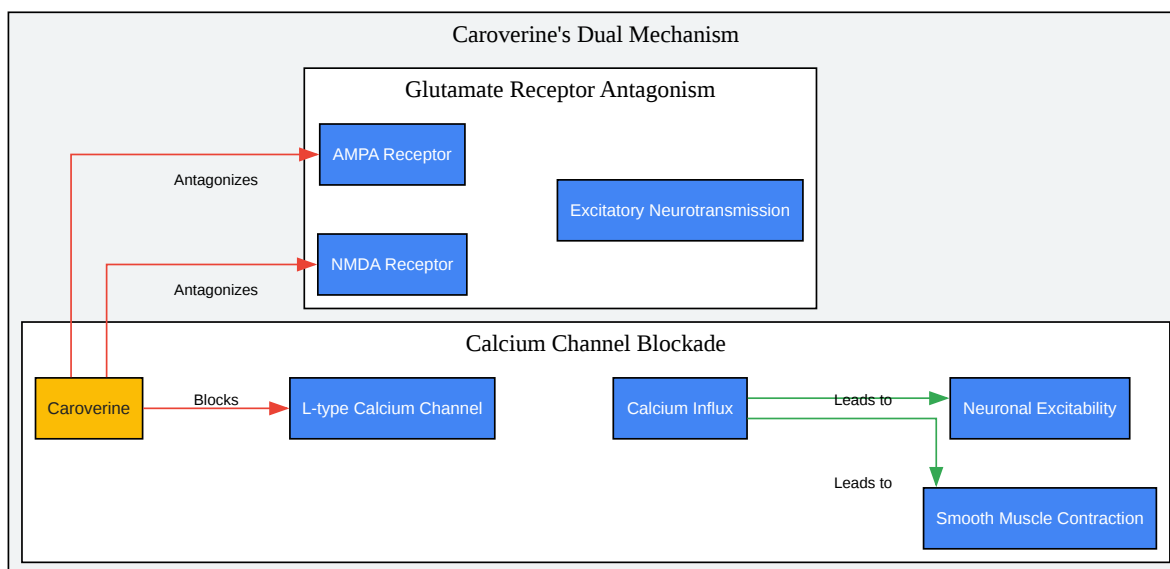 Caroverine's Dual Mechanism
Glutamate Receptor Antagonism
AMPA Receptor
Antagonizes
Excitatory Neurotransmission
NMDA Receptor
Antagonizes
Calcium Channel Blockade
Caroverine
Blocks
L-type Calcium Channel
Calcium Influx
Leads to
Neuronal Excitability
Leads to
Smooth Muscle Contraction